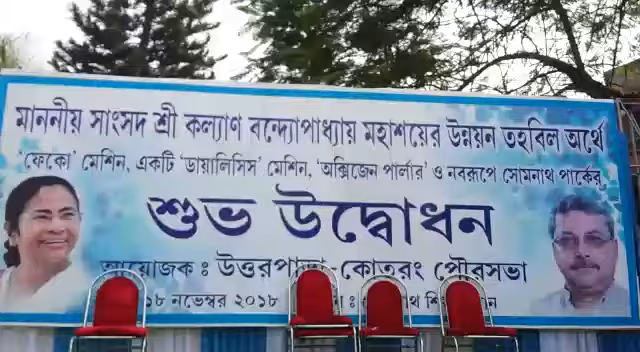 মাননীয় সাংসদ শ্রী কল্যাণ বন্দ্যোপাধ্যায় মহাশয়ের উন্নয়ন তহবিল অর্থে
'ফেকো' মেশিন, একটি 'ডায়ালিসিস' মেশিন, 'অক্সিজেন পার্লার' ও নবরূপে সোমনাথ পার্কের
শুভ উদ্বোধন
আয়োজক : উত্তরপাড়া-কোতরং পৌরসভা
১৮ নভেম্বর ২০১৮